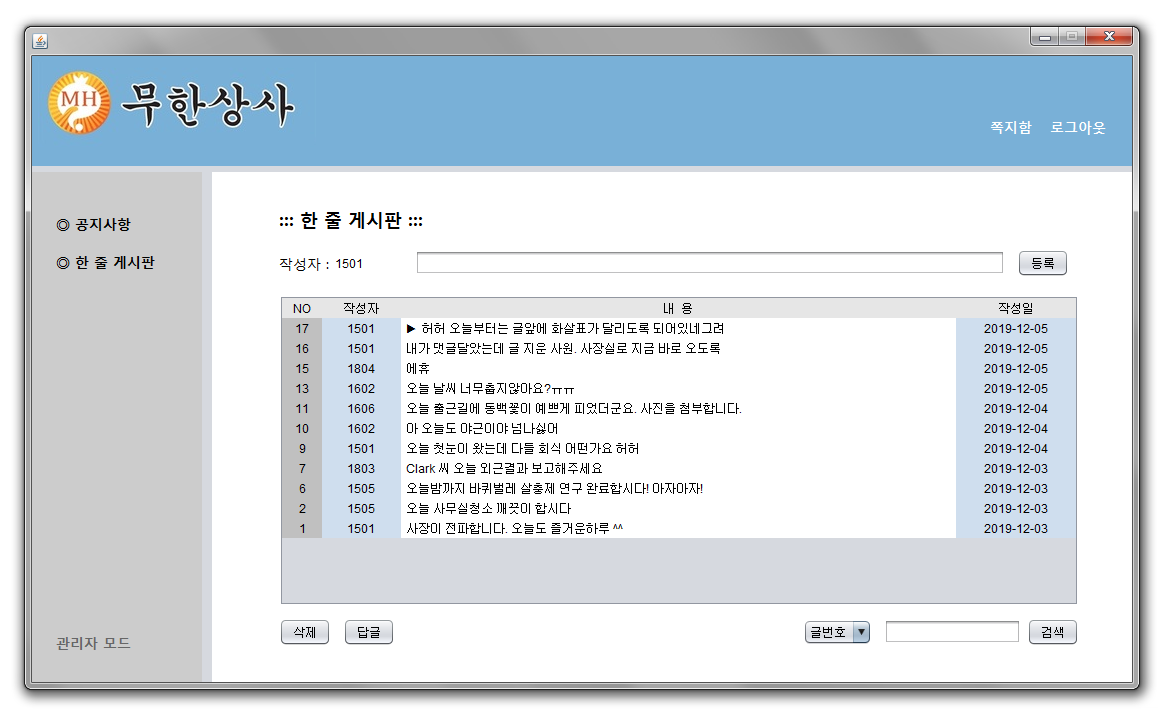 MH 무한상사
쪽지함 로그아웃
◎ 공지사항
◎ 한 줄 게시판
관리자 모드
::: 한 줄 게시판 :::
작성자 : 1501 등록
NO 작성자 내 용 작성일
17 1501 ▶ 허허 오늘부터는 글앞에 화살표가 달리도록 되어있네그려 2019-12-05
16 1501 내가 댓글달았는데 글 지운 사원. 사장실로 지금 바로 오도록 2019-12-05
15 1804 에휴 2019-12-05
13 1602 오늘 날씨 너무춥지않아요?ㅠㅠ 2019-12-05
11 1606 오늘 출근길에 동백꽃이 예쁘게 피었더군요. 사진을 첨부합니다. 2019-12-04
10 1602 아 오늘도 야근이야 넘나싫어 2019-12-04
9 1501 오늘 첫눈이 왔는데 다들 회식 어떤가요 허허 2019-12-04
7 1803 Clark 씨 오늘 외근결과 보고해주세요 2019-12-03
6 1505 오늘밤까지 바퀴벌레 살충제 연구 완료합시다! 아자아자! 2019-12-03
2 1505 오늘 사무실청소 깨끗이 합시다 2019-12-03
1 1501 사장이 전파합니다. 오늘도 즐거운하루 ^^ 2019-12-03
삭제 답글 글번호 ▼ 검색